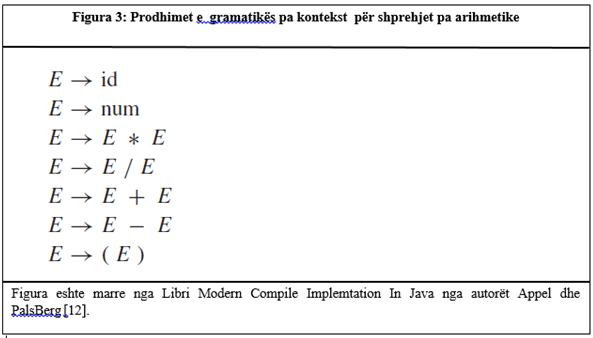 Figura 3: Prodhimet e gramatikës pa kontekst për shprehjet pa arihmetike
E → id
E → num
E → E * E
E → E / E
E → E + E
E → E − E
E → ( E )
Figura eshte marre nga Libri Modern Compile Implemtation In Java nga autorët Appel dhe
PalsBerg[12].